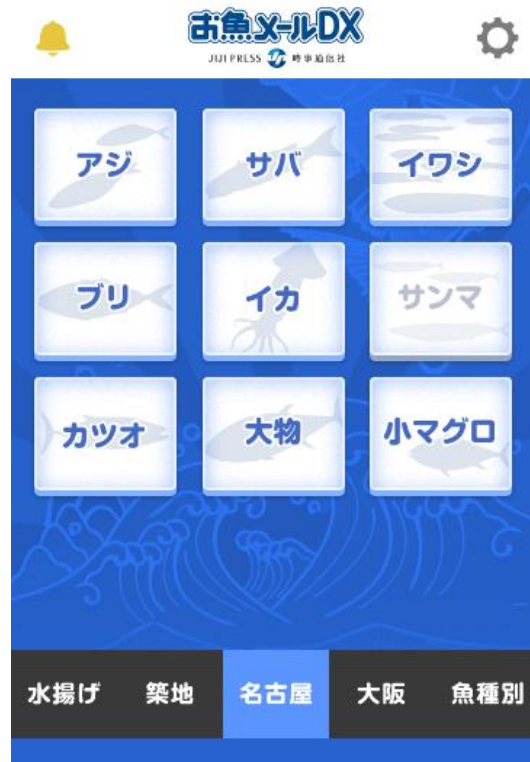 お魚メールDX
JIJI PRESS 時事通信社
アジ サバ イワシ
ブリ イカ サンマ
カツオ 大物 小マグロ
水揚げ 築地 名古屋 大阪 魚種別